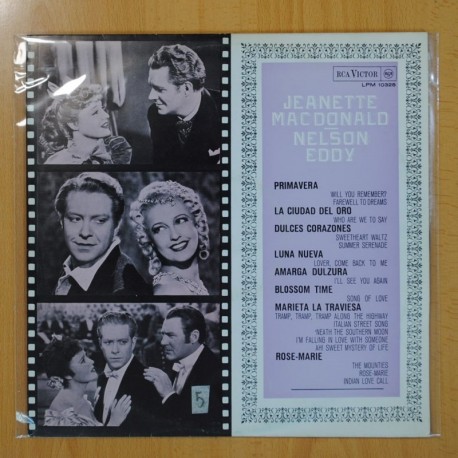 RCA VICTOR
LPM 10328
JEANETTE
MACDONALD
NELSON
EDDY
PRIMAVERA
WILL YOU REMEMBER?
FAREWELL TO DREAMS
LA CIUDAD DEL ORO
WHO ARE WE TO SAY
DULCES CORAZONES
SWEETHEART WALTZ
SUMMER SERENADE
LUNA NUEVA
LOVER, COME BACK TO ME
AMARGA DULZURA
I'LL SEE YOU AGAIN
BLOSSOM TIME
SONG OF LOVE
MARIETA LA TRAVIESA
TRAMP, TRAMP, TRAMP ALONG THE HIGHWAY
ITALIAN STREET SONG
'NEATH THE SOUTHERN MOON
I'M FALLING IN LOVE WITH SOMEONE
AH! SWEET MYSTERY OF LIFE
ROSE-MARIE
THE MOUNTIES
ROSE-MARIE
INDIAN LOVE CALL
5